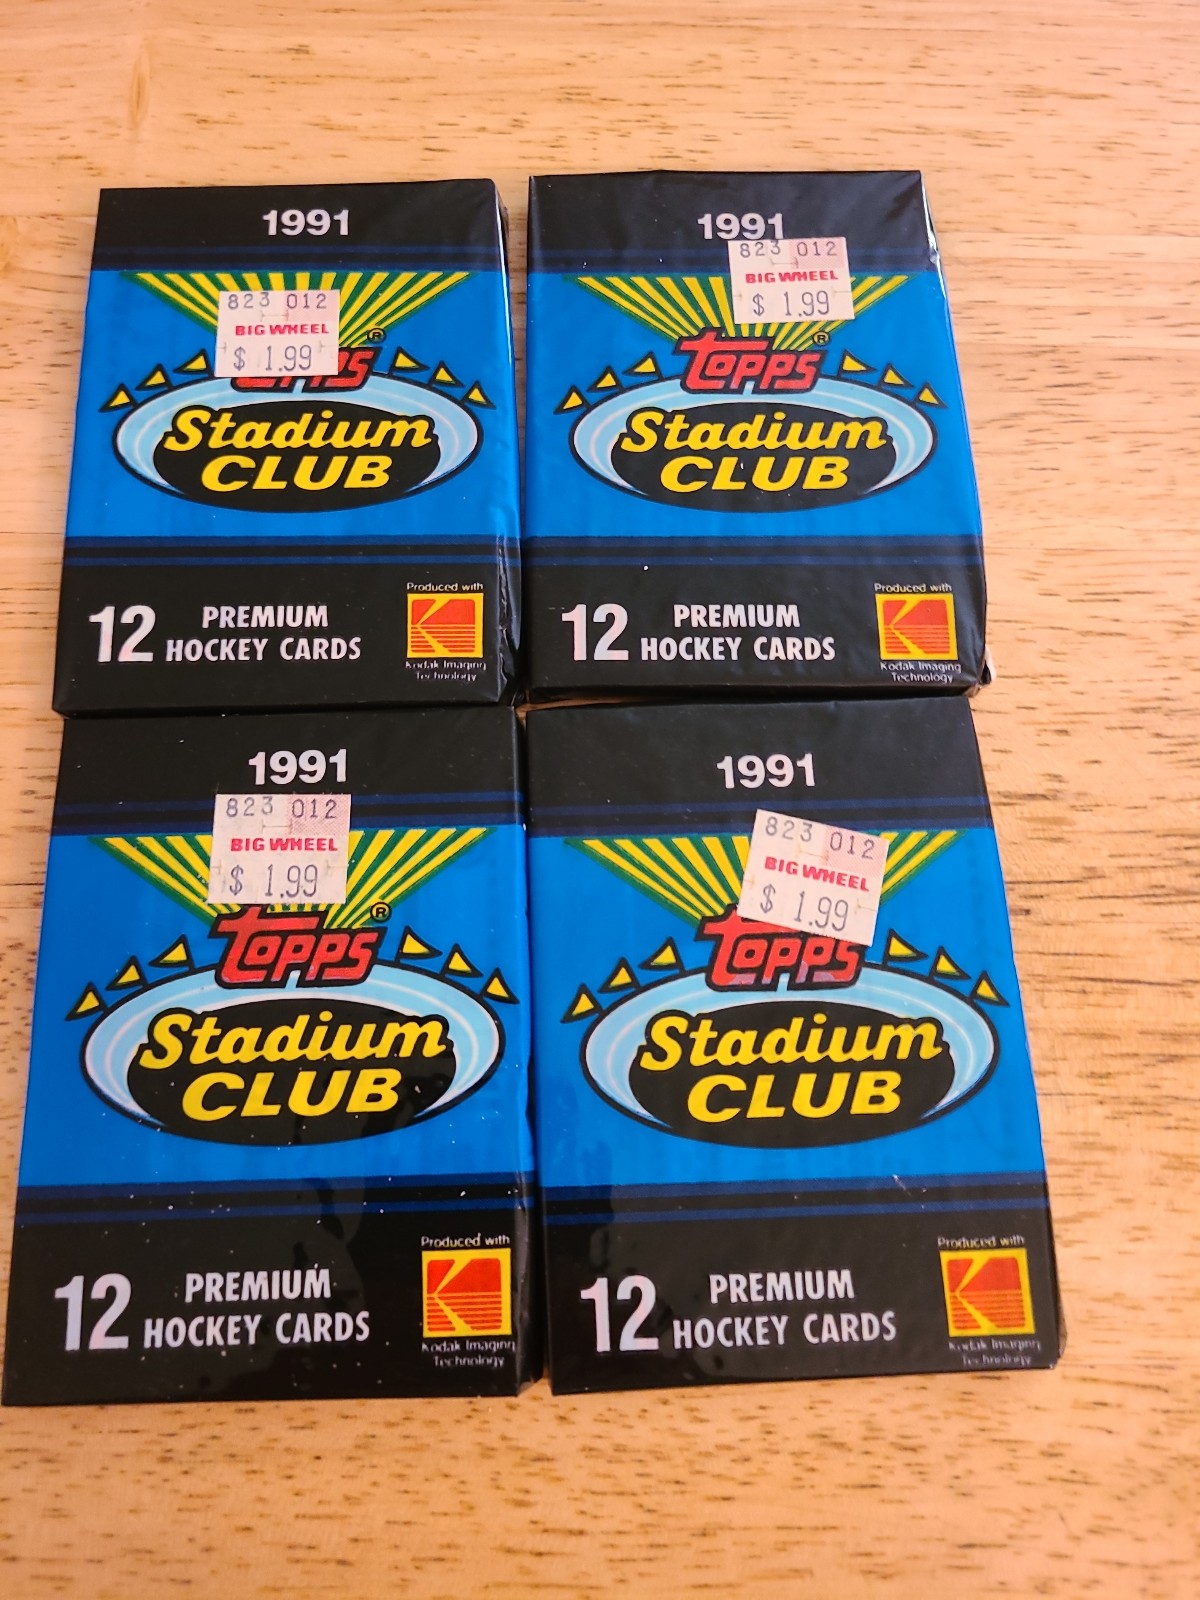 1991
823 012
BIG WHEEL
$ 1.99
®
Topps
Stadium
CLUB
12 PREMIUM
HOCKEY CARDS
Produced with
Kodak Imaging
Technology
1991
823 012
BIG WHEEL
$ 1.99
®
Topps
Stadium
CLUB
12 PREMIUM
HOCKEY CARDS
Produced with
Kodak Imaging
Technology
1991
823 012
BIG WHEEL
$ 1.99
®
Topps
Stadium
CLUB
12 PREMIUM
HOCKEY CARDS
Produced with
Kodak Imaging
Technology
1991
823 012
BIG WHEEL
$ 1.99
Topps
Stadium
CLUB
12 PREMIUM
HOCKEY CARDS
Produced with
Kodak Imaging
Technology